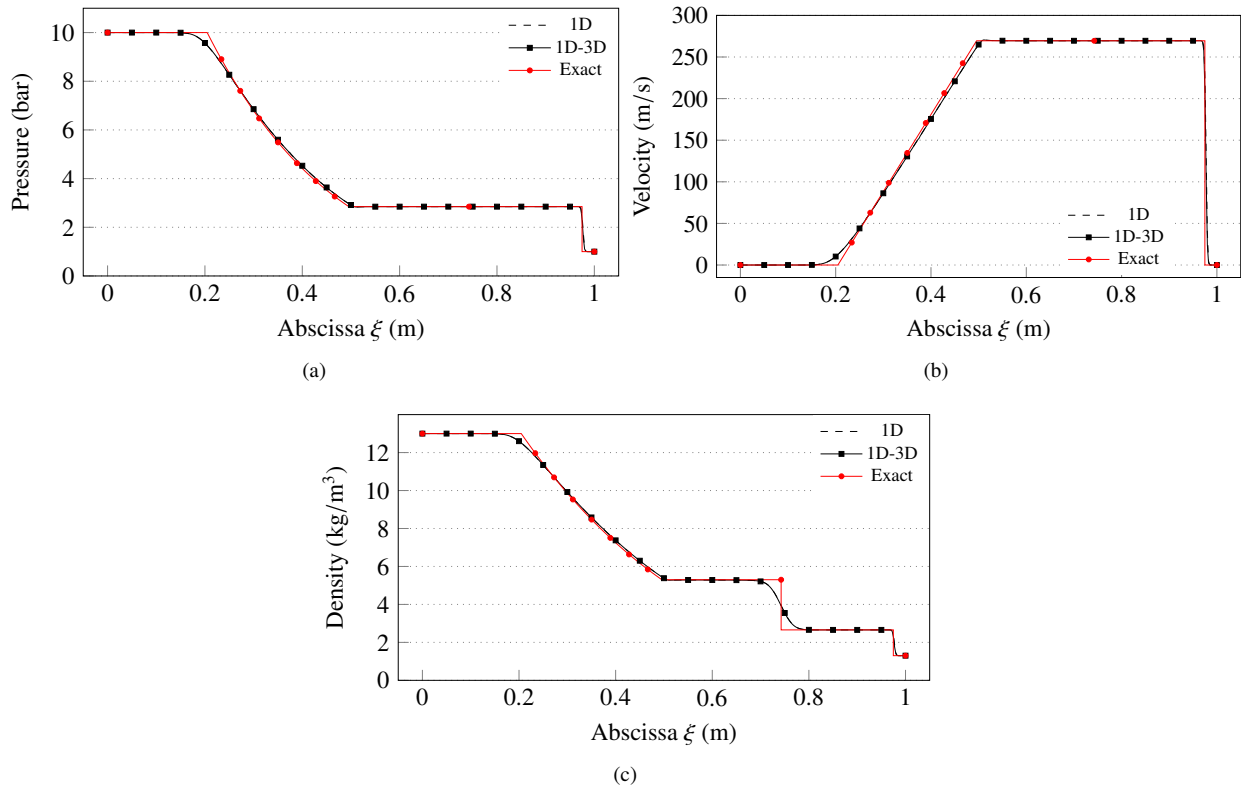 10
8
6
4
2
0
Pressure (bar)
0 0.2 0.4 0.6 0.8 1
Abscissa ξ (m)
1D
1D-3D
Exact
(a)
300
250
200
150
100
50
0
Velocity (m/s)
0 0.2 0.4 0.6 0.8 1
Abscissa ξ (m)
1D
1D-3D
Exact
(b)
12
10
8
6
4
2
0
Density (kg/m³)
0 0.2 0.4 0.6 0.8 1
Abscissa ξ (m)
1D
1D-3D
Exact
(c)